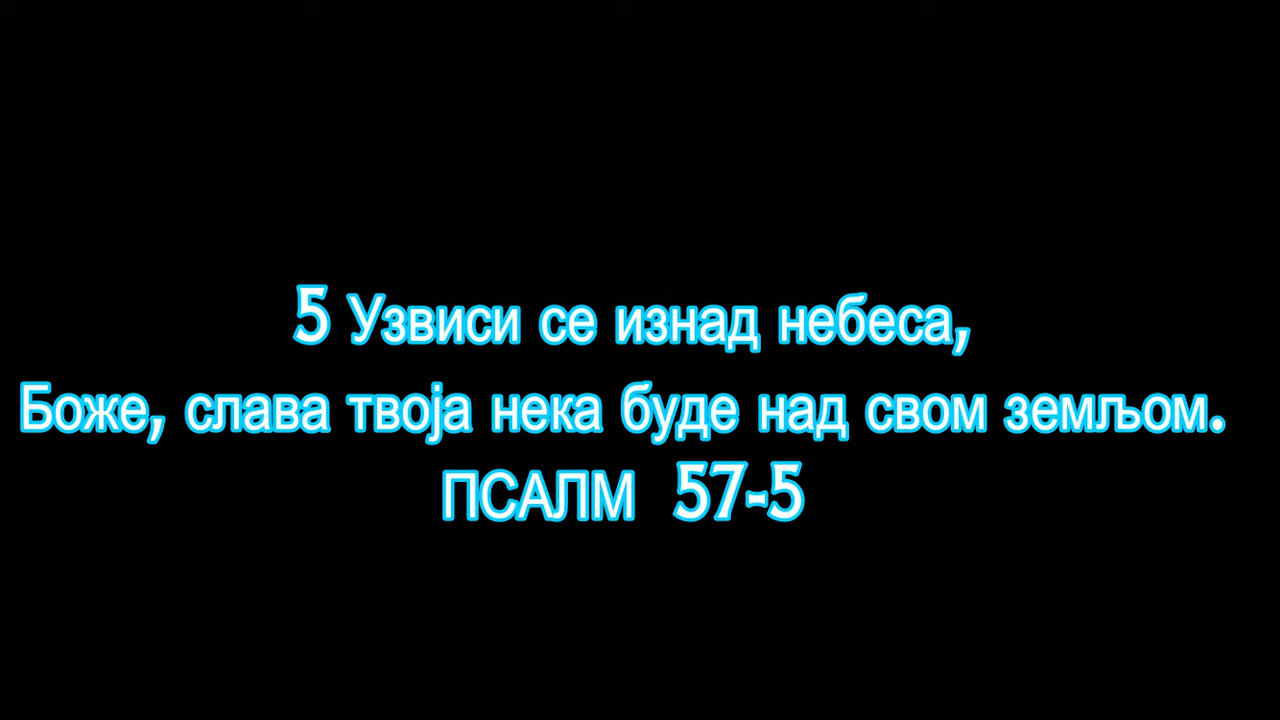 5 Узвиси се изнад небеса,
Боже, слава твоја нека буде над свом земљом.
ПСАЛМ 57-5